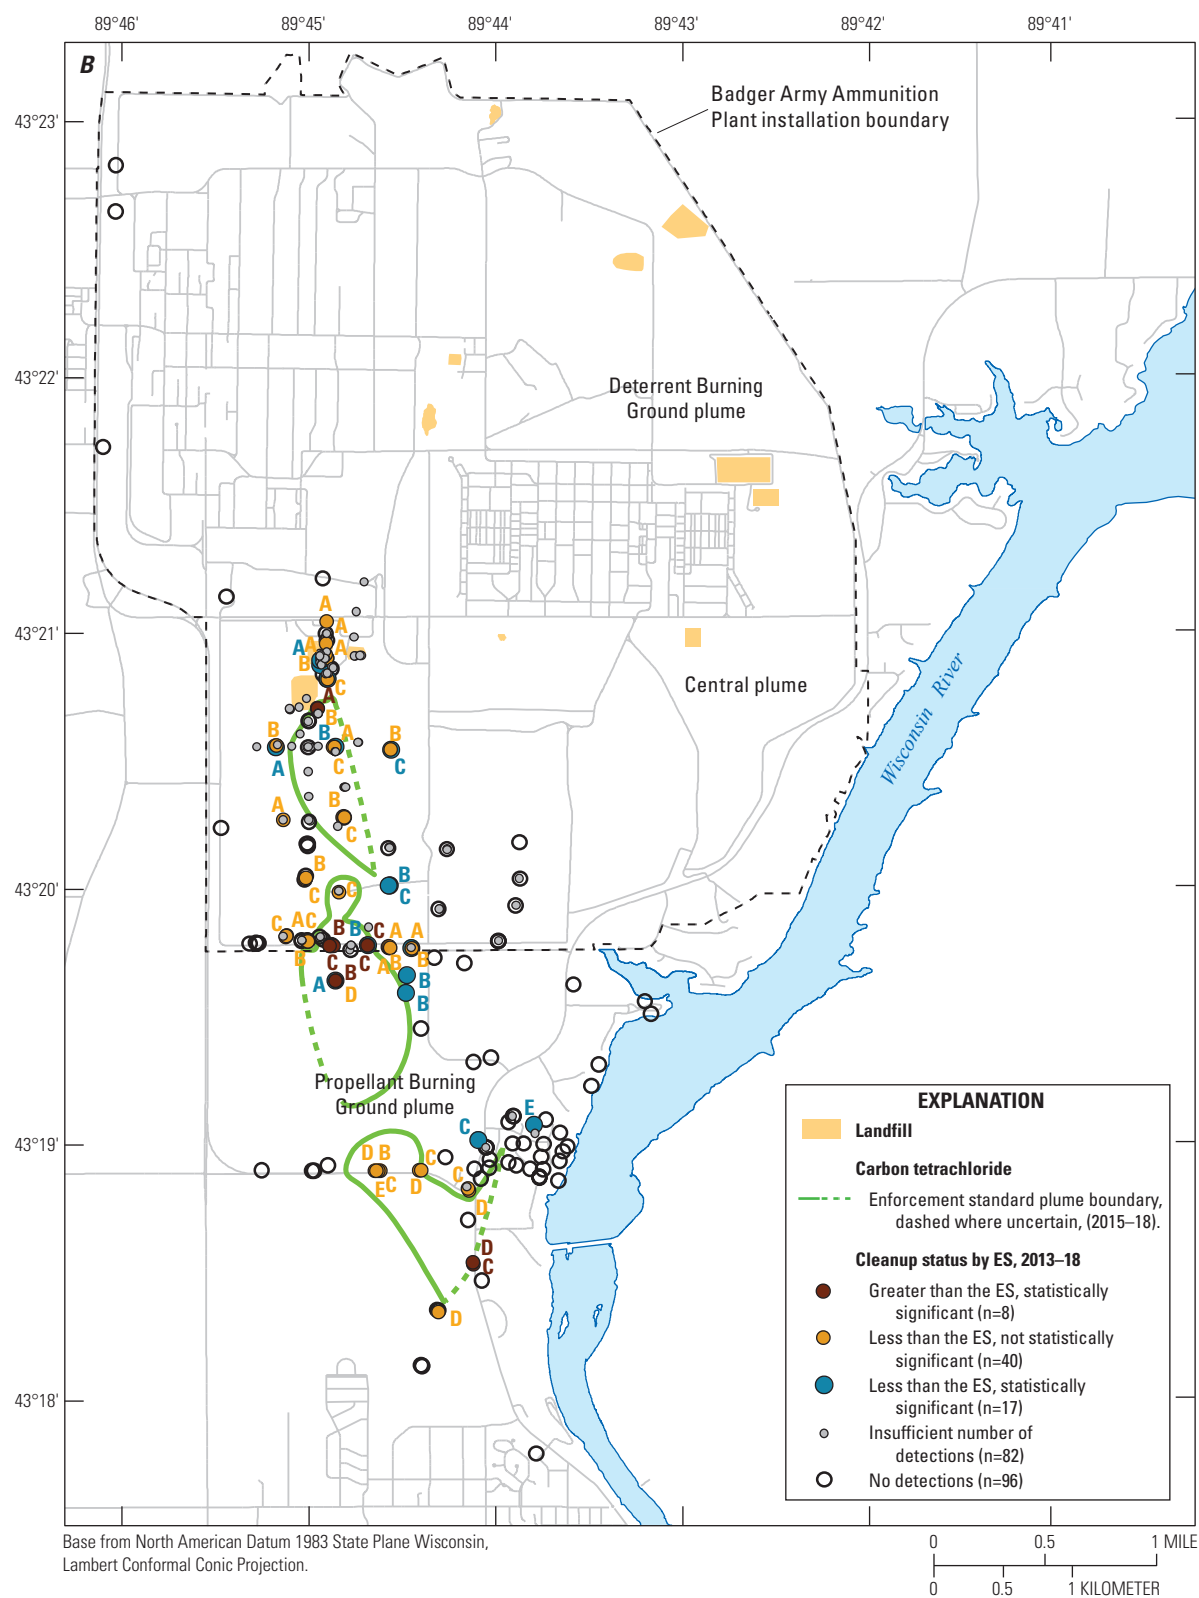 89°46' 89°45' 89°44' 89°43' 89°42' 89°41'
B
Badger Army Ammunition
Plant installation boundary
43°23'
43°22'
Deterrent Burning
Ground plume
43°21'
A
A
A
A
A
B
C
A
Central plume
Wisconsin River
B
B
B
A
B
A
C
C
A
B
C
B
43°20'
C
C
B
C
C
A
C
B
B
C
A
A
B
C
C
A
B
B
A
B
D
B
B
Propellant Burning
Ground plume
E
C
43°19'
D
B
C
C
E
C
D
D
D
C
D
43°18'
EXPLANATION
Landfill
Carbon tetrachloride
Enforcement standard plume boundary,
dashed where uncertain, (2015–18).
Cleanup status by ES, 2013–18
Greater than the ES, statistically
significant (n=8)
Less than the ES, not statistically
significant (n=40)
Less than the ES, statistically
significant (n=17)
Insufficient number of
detections (n=82)
No detections (n=96)
Base from North American Datum 1983 State Plane Wisconsin,
Lambert Conformal Conic Projection.
0 0.5 1 MILE
0 0.5 1 KILOMETER